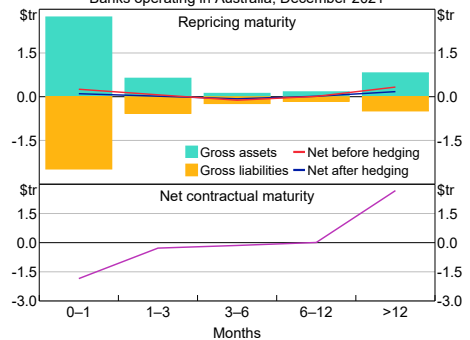 Banks operating in Australia, December 2021
$tr Repricing maturity $tr
1.5 1.5
0.0 0.0
-1.5 -1.5
Gross assets Net before hedging
Gross liabilities Net after hedging
$tr Net contractual maturity $tr
1.5 1.5
0.0 0.0
-1.5 -1.5
-3.0 -3.0
0–1 1–3 3–6 6–12 >12
Months